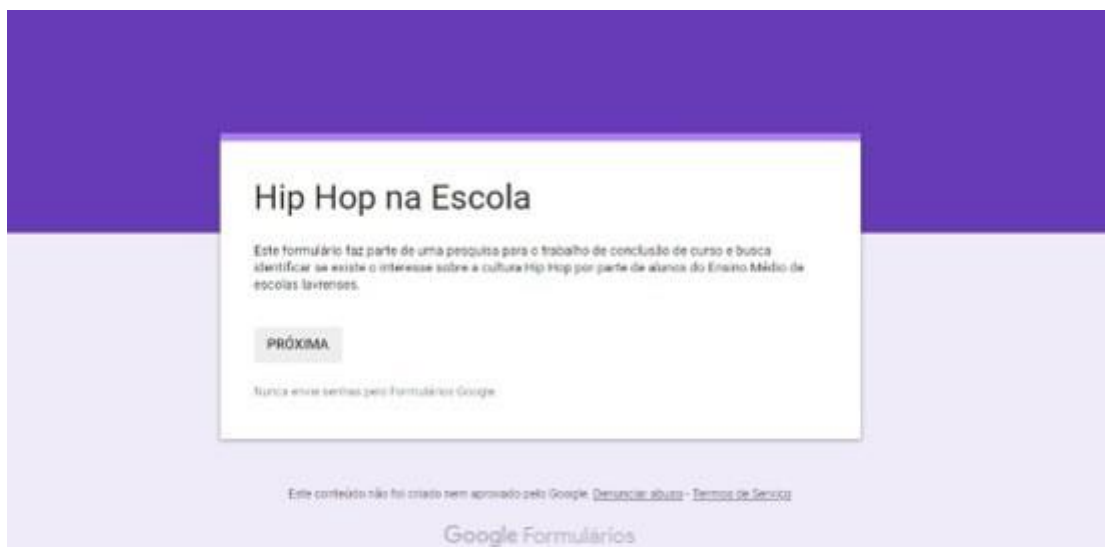 Hip Hop na Escola
Este formulário faz parte de uma pesquisa para o trabalho de conclusão de curso e busca
identificar se existe o interesse sobre a cultura Hip Hop por parte de alunos do Ensino Médio de
escolas lavrenses.
PRÓXIMA
Nunca envie senhas pelo Formulários Google.
Este conteúdo não foi criado nem aprovado pelo Google. Denunciar abuso - Termos de Serviço
Google Formulários